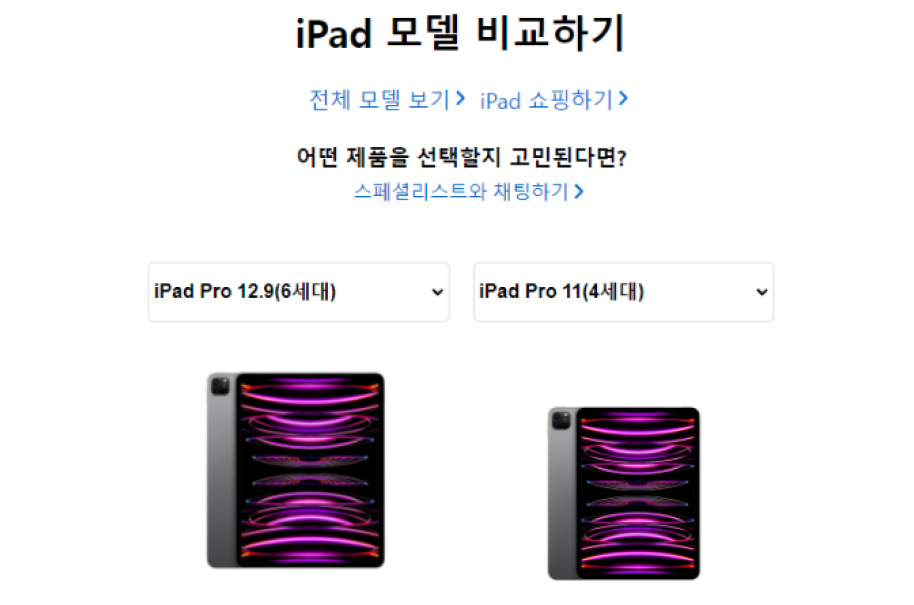 iPad 모델 비교하기
전체 모델 보기 > iPad 쇼핑하기 >
어떤 제품을 선택할지 고민된다면?
스페셜리스트와 채팅하기 >
iPad Pro 12.9(6세대) iPad Pro 11(4세대)